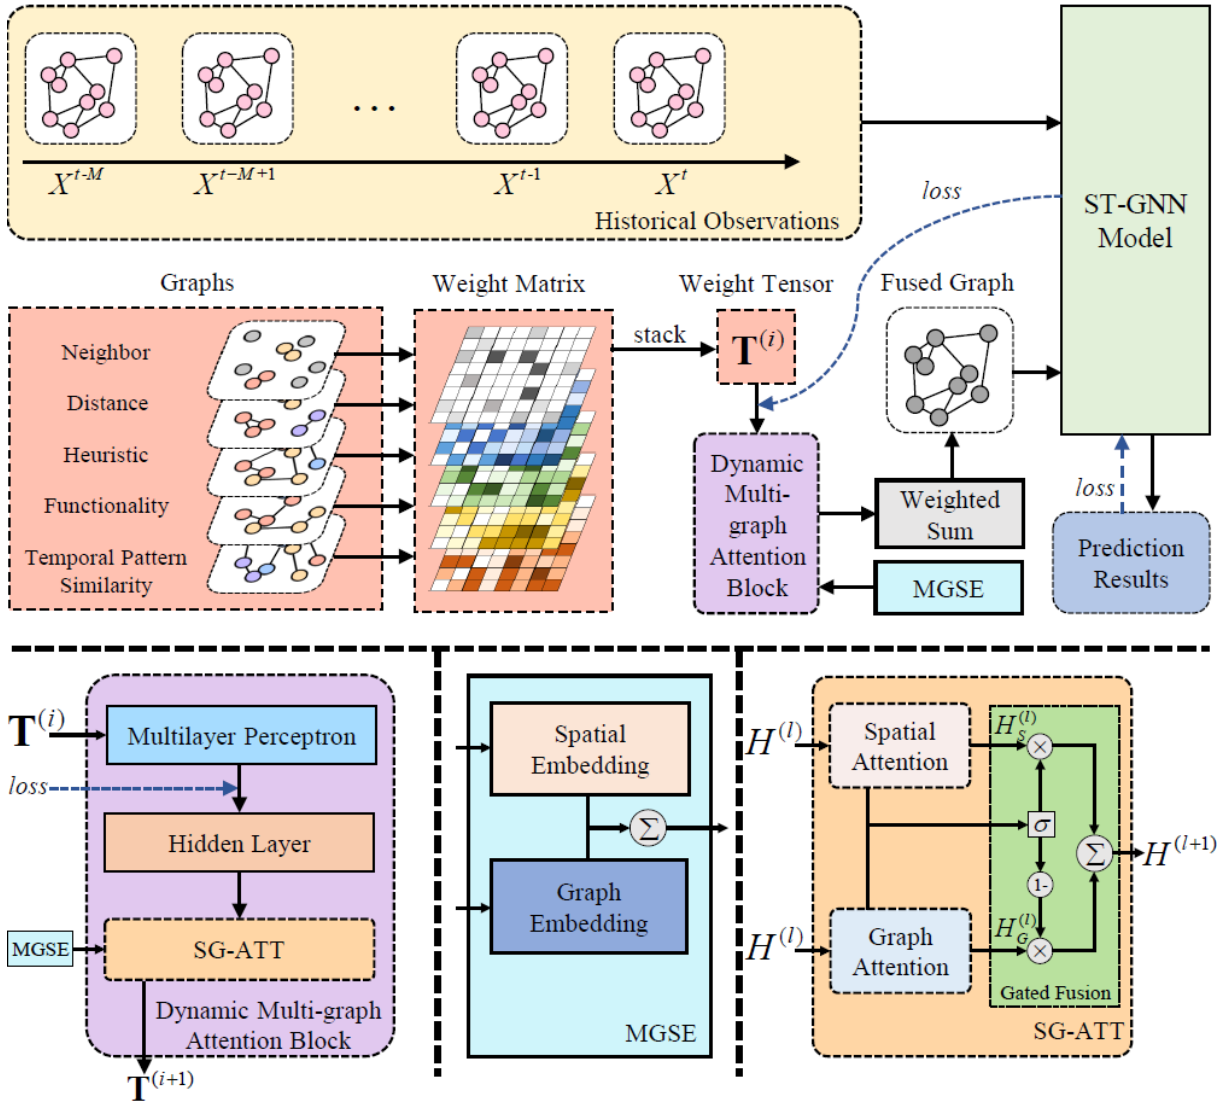 X^{t-M}
X^{t-M+1}
. . .
X^{t-1}
X^{t}
Historical Observations
ST-GNN
Model
loss
Graphs
Weight Matrix
Weight Tensor
Fused Graph
Neighbor
Distance
Heuristic
Functionality
Temporal Pattern
Similarity
stack
T^{(i)}
Dynamic
Multi-
graph
Attention
Block
Weighted
Sum
MGSE
loss
Prediction
Results
T^{(i)}
Multilayer Perceptron
loss
Hidden Layer
MGSE
SG-ATT
Dynamic Multi-graph
Attention Block
T^{(i+1)}
Spatial
Embedding
Σ
Graph
Embedding
MGSE
H^{(l)}
Spatial
Attention
H_S^{(l)}
×
σ
1-
Σ
H^{(l+1)}
H^{(l)}
Graph
Attention
H_G^{(l)}
×
Gated Fusion
SG-ATT